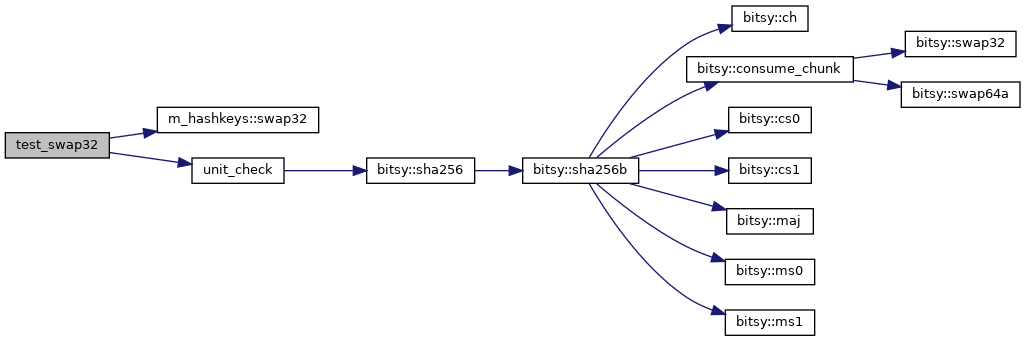 test_swap32
m_hashkeys::swap32
unit_check
bitsy::sha256
bitsy::sha256b
bitsy::ch
bitsy::consume_chunk
bitsy::swap32
bitsy::swap64a
bitsy::cs0
bitsy::cs1
bitsy::maj
bitsy::ms0
bitsy::ms1